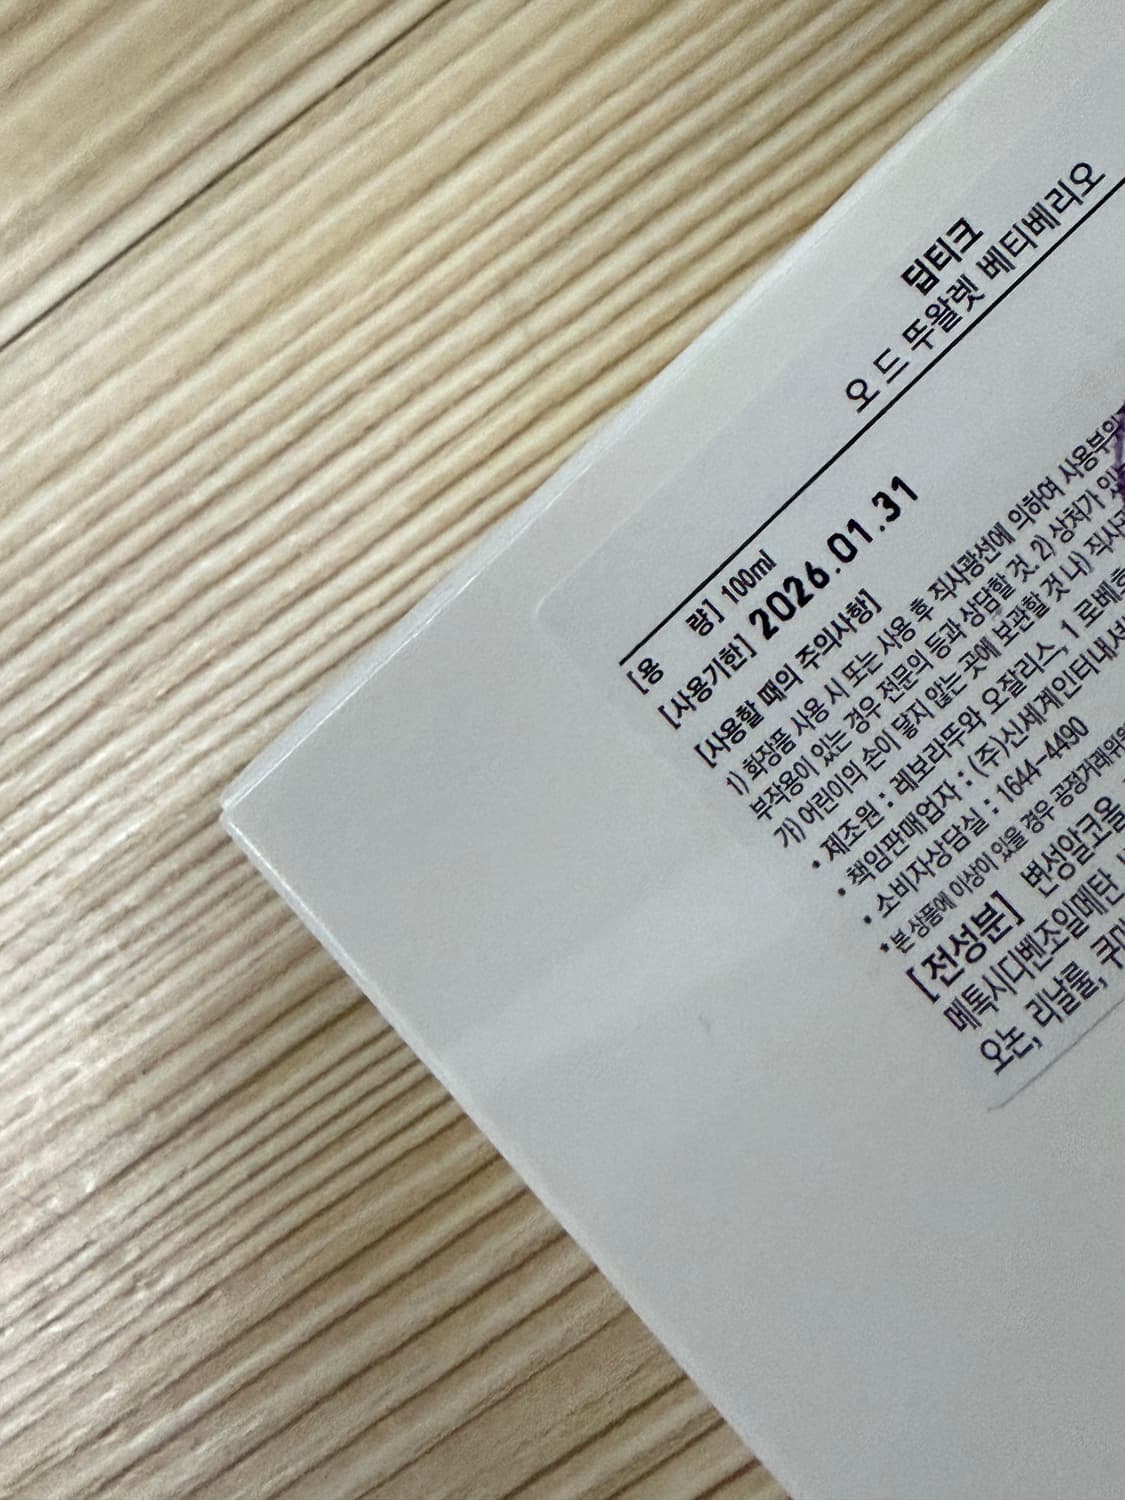 딥티크
오 드 뚜왈렛 베티베리오
[용 량] 100ml
[사용기한] 2026.01.31
[사용할 때의 주의사항]
1) 화장품 사용 시 또는 사용 후 직사광선에 의하여 사용부위
부작용이 있는 경우 전문의 등과 상담할 것. 2) 상처가 있
가) 어린이의 손이 닿지 않는 곳에 보관할 것 나) 직사
• 제조원 : 레보라뚜와 오잘리스, 1 로베
• 책임판매업자 : (주)신세계인터내셔
• 소비자상담실 : 1644-4490
*본 상품에 이상이 있을 경우 공정거래위원
[전성분] 변성알코올
메톡시디벤조일메탄
오논, 리날룰, 쿠마